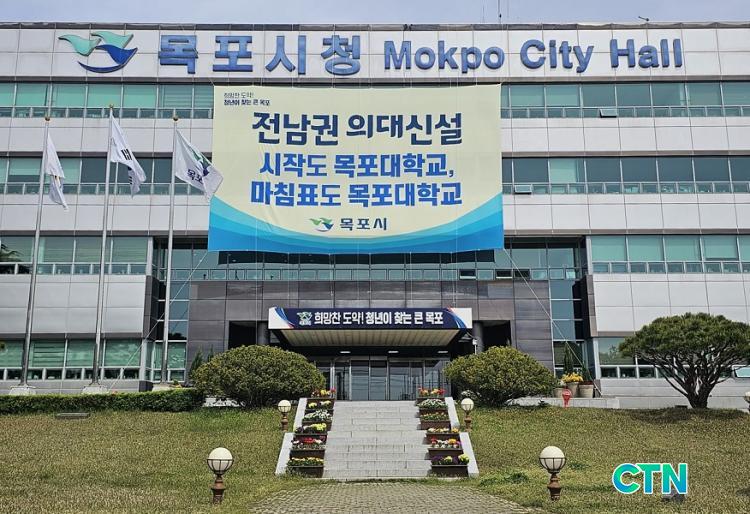 목포시청 Mokpo City Hall
희망찬 도약!
청년이 찾는 큰 목포
전남권 의대신설
시작도 목포대학교,
마침표도 목포대학교
목포시
희망찬 도약! 청년이 찾는 큰 목포
CTN